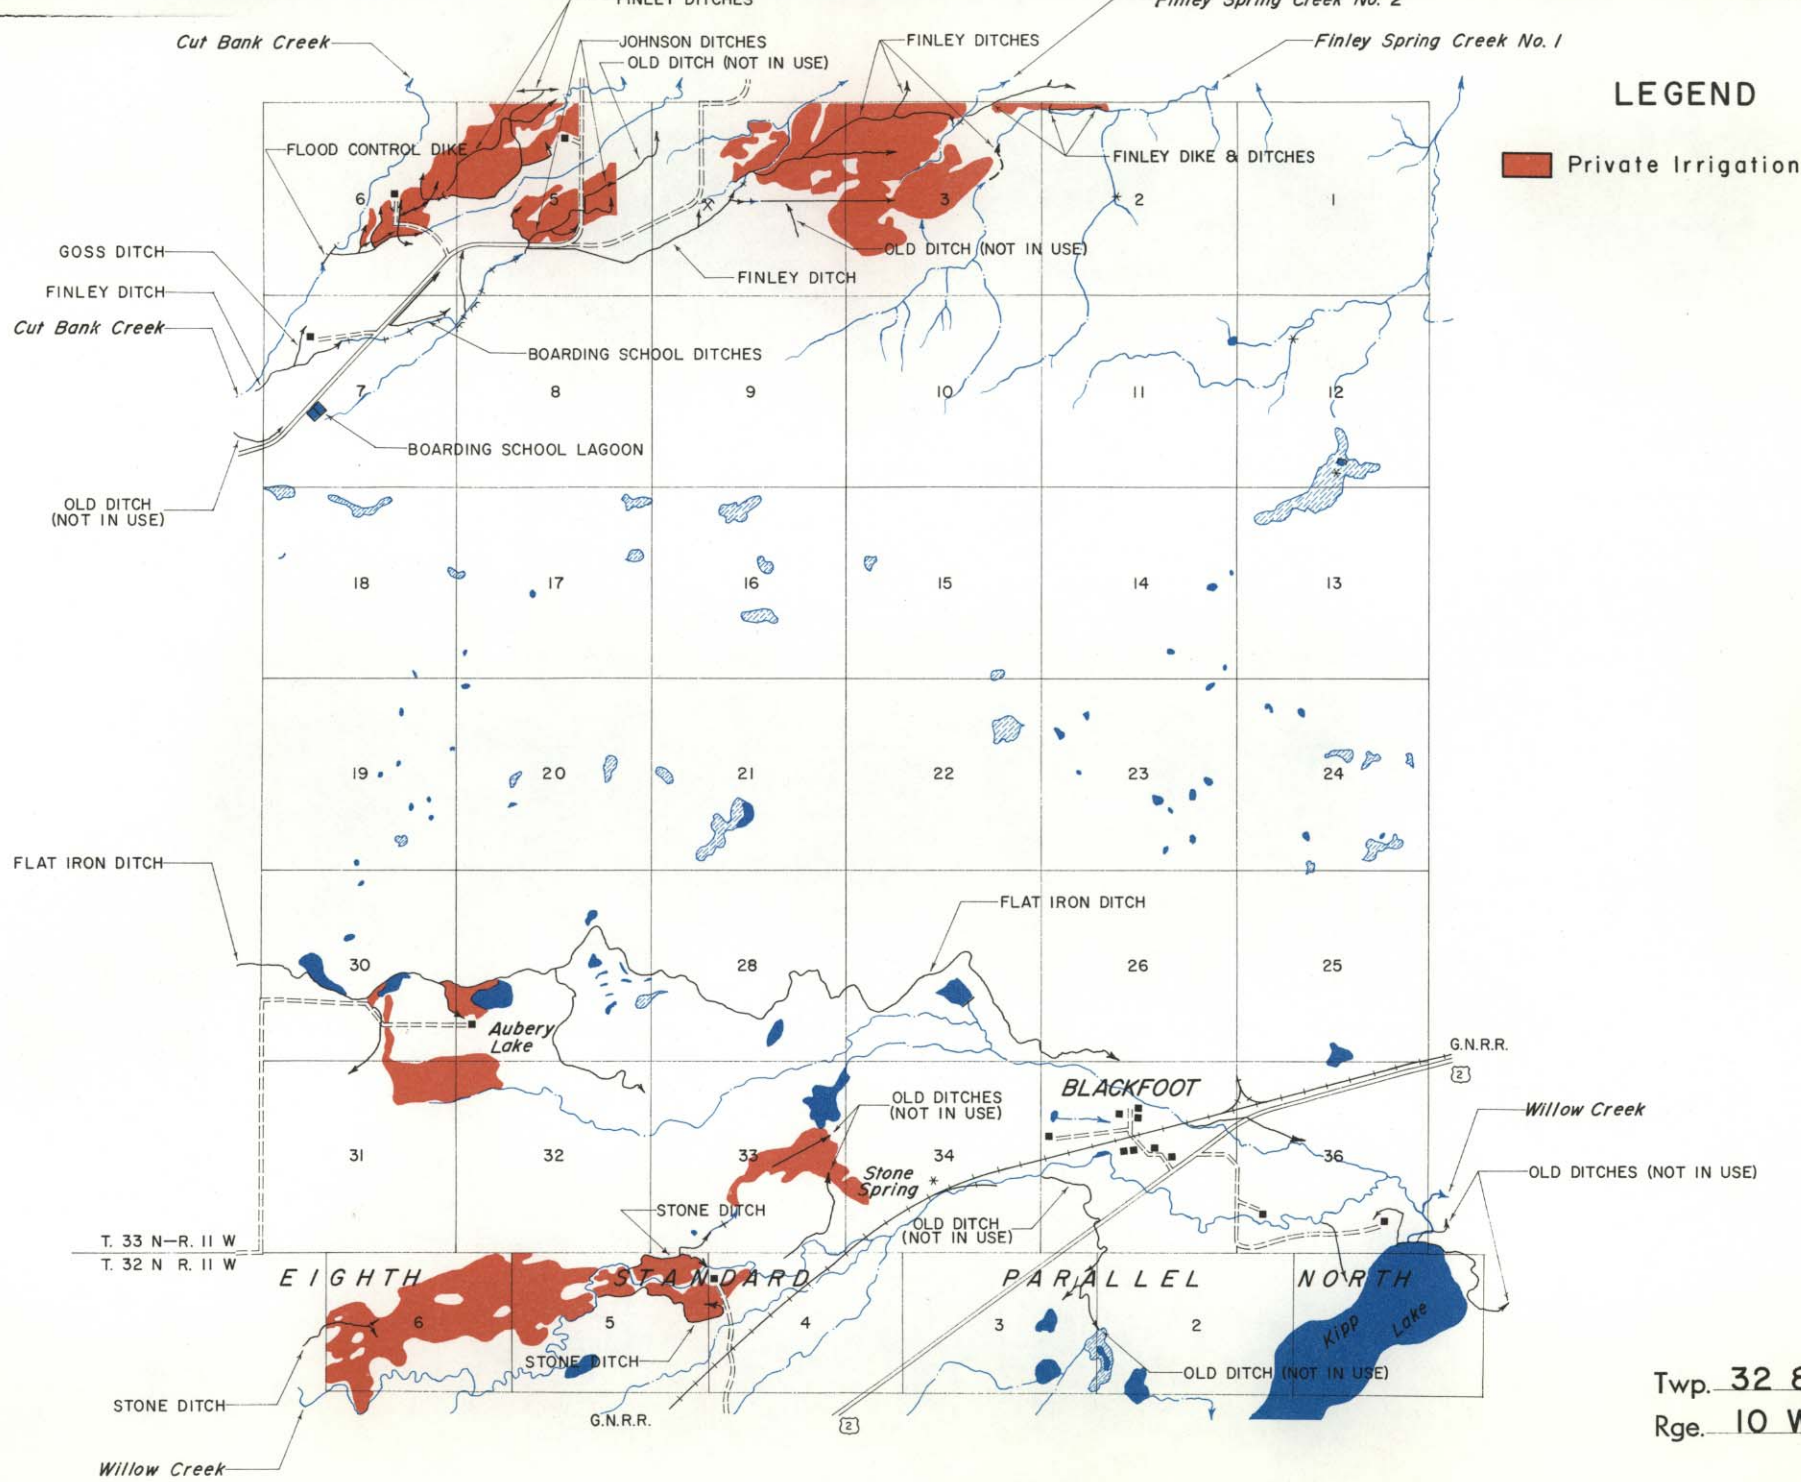 FINLEY DITCHES
Finley Spring Creek No. 2
Cut Bank Creek
JOHNSON DITCHES
OLD DITCH (NOT IN USE)
FINLEY DITCHES
Finley Spring Creek No. 1
LEGEND
Private Irrigation
FLOOD CONTROL DIKE
FINLEY DIKE & DITCHES
6
5
3
2
1
GOSS DITCH
OLD DITCH (NOT IN USE)
FINLEY DITCH
FINLEY DITCH
Cut Bank Creek
BOARDING SCHOOL DITCHES
7
8
9
10
11
12
BOARDING SCHOOL LAGOON
OLD DITCH
(NOT IN USE)
18
17
16
15
14
13
19
20
21
22
23
24
FLAT IRON DITCH
FLAT IRON DITCH
30
28
26
25
Aubery
Lake
G.N.R.R.
2
BLACKFOOT
OLD DITCHES
(NOT IN USE)
Willow Creek
31
32
33
34
36
Stone
Spring
OLD DITCHES (NOT IN USE)
STONE DITCH
OLD DITCH
(NOT IN USE)
T. 33 N—R. 11 W
T. 32 N R. 11 W
EIGHTH STANDARD PARALLEL NORTH
6
5
4
3
2
Kipp Lake
STONE DITCH
OLD DITCH (NOT IN USE)
STONE DITCH
G.N.R.R.
2
Willow Creek
Twp. 32
Rge. 10 W